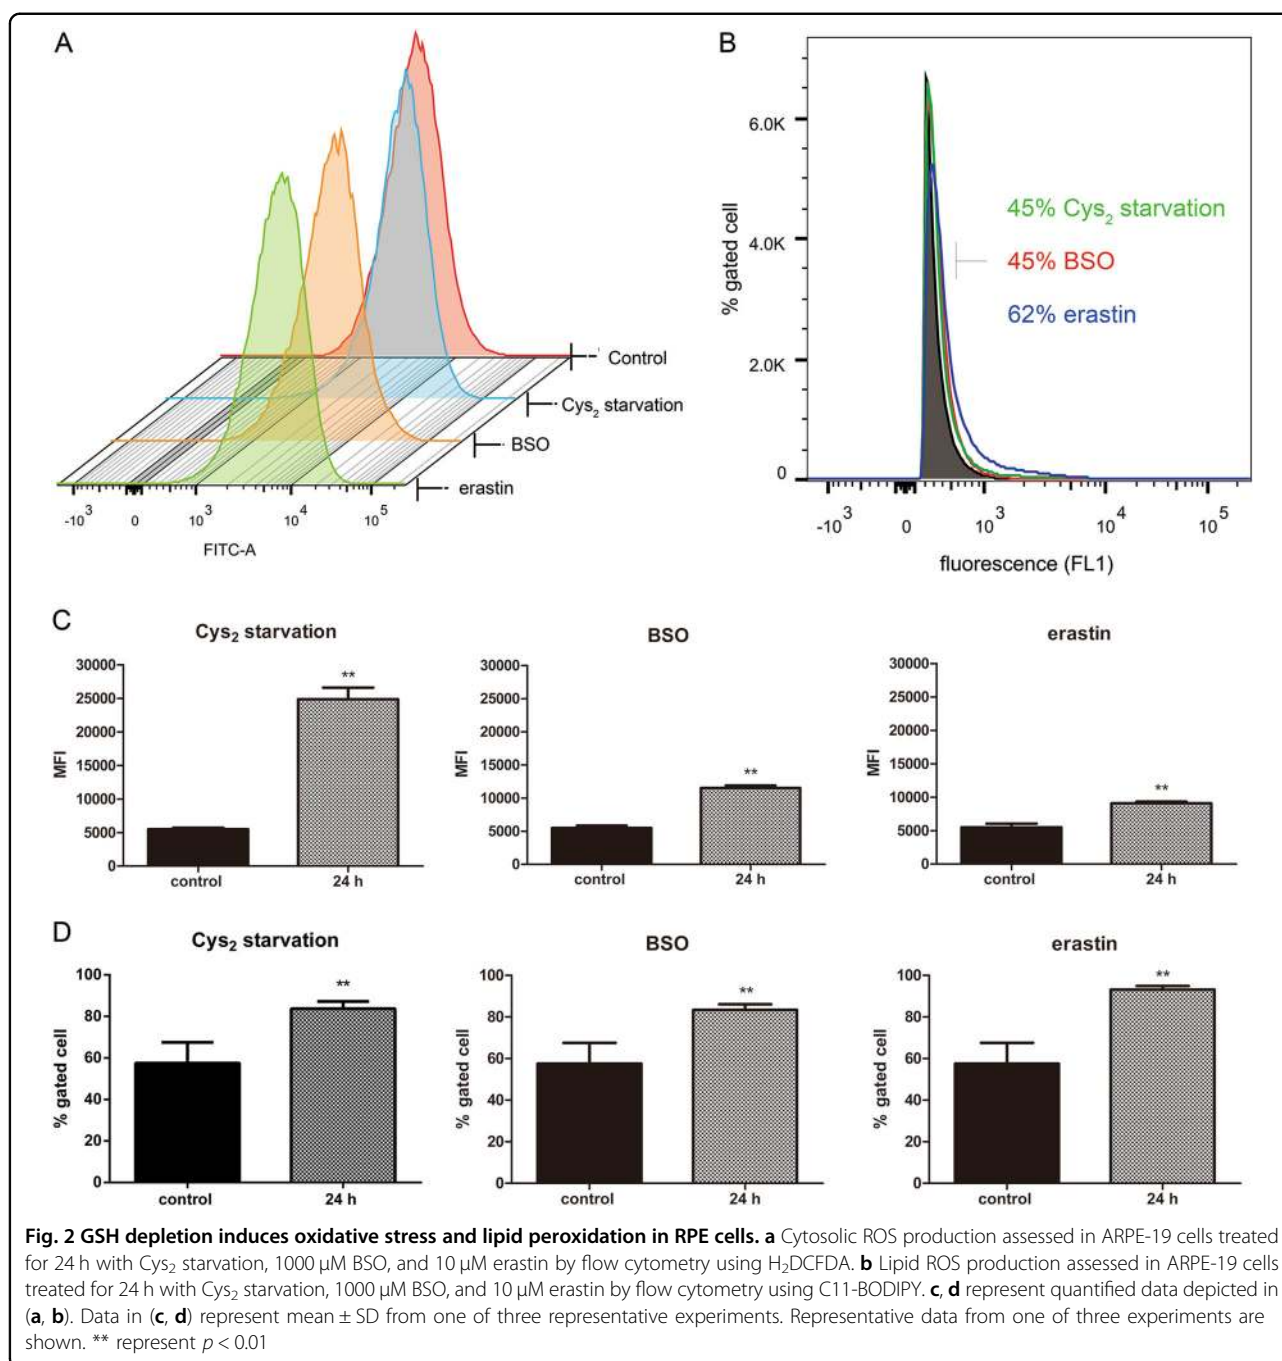 A
Control
Cys2 starvation
BSO
erastin
-10^3 0 10^3 10^4 10^5
FITC-A
B
6.0K
4.0K
2.0K
0
% gated cell
45% Cys2 starvation
45% BSO
62% erastin
-10^3 0 10^3 10^4 10^5
fluorescence (FL1)
C
Cys2 starvation
30000
25000
20000
15000
10000
5000
0
MFI
**
control 24 h
BSO
30000
25000
20000
15000
10000
5000
0
MFI
**
control 24 h
erastin
30000
25000
20000
15000
10000
5000
0
MFI
**
control 24 h
D
Cys2 starvation
100
80
60
40
20
0
% gated cell
**
control 24 h
BSO
100
80
60
40
20
0
% gated cell
**
control 24 h
erastin
100
80
60
40
20
0
% gated cell
**
control 24 h
Fig. 2 GSH depletion induces oxidative stress and lipid peroxidation in RPE cells. a Cytosolic ROS production assessed in ARPE-19 cells treated
for 24 h with Cys2 starvation, 1000 µM BSO, and 10 µM erastin by flow cytometry using H2DCFDA. b Lipid ROS production assessed in ARPE-19 cells
treated for 24 h with Cys2 starvation, 1000 µM BSO, and 10 µM erastin by flow cytometry using C11-BODIPY. c, d represent quantified data depicted in
(a, b). Data in (c, d) represent mean ± SD from one of three representative experiments. Representative data from one of three experiments are
shown. ** represent p < 0.01